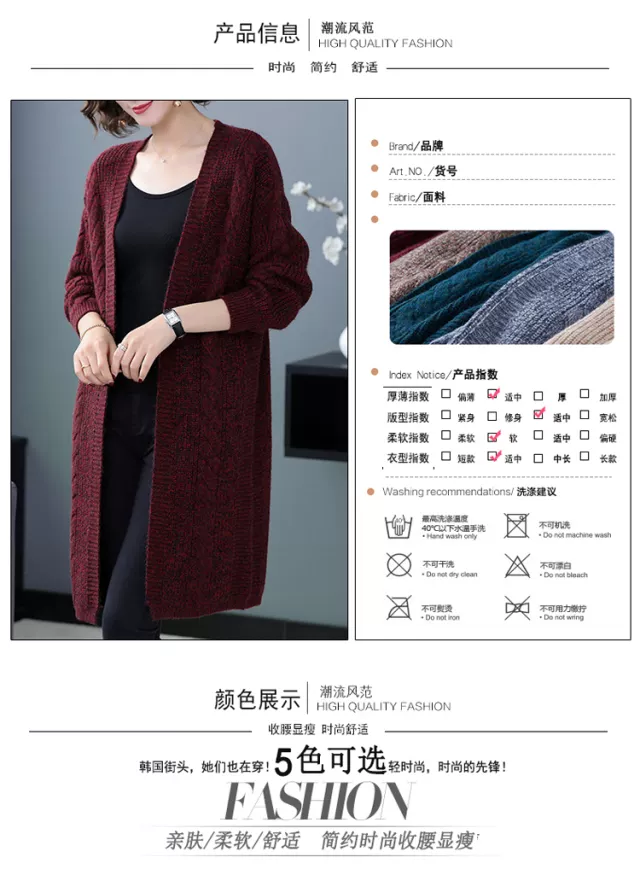 产品信息
潮流风范
HIGH QUALITY FASHION
时尚 简约 舒适
Brand/品牌
Art.NO./货号
Fabric/面料
Index Notice/产品指数
厚薄指数 偏薄 适中 厚 加厚
版型指数 紧身 修身 适中 宽松
柔软指数 柔软 软 适中 偏硬
衣型指数 短款 适中 中长 长款
Washing recommendations/洗涤建议
最高洗涤温度
40℃以下水温手洗
• Hand wash only
不可机洗
• Do not machine wash
不可干洗
• Do not dry clean
不可漂白
• Do not bleach
不可熨烫
• Do not iron
不可用力拧
• Do not wring
颜色展示
潮流风范
HIGH QUALITY FASHION
收腰显瘦 时尚舒适
韩国街头，她们也在穿！5色可选轻时尚，时尚的先锋！
FASHION
亲肤/柔软/舒适 简约时尚收腰显瘦